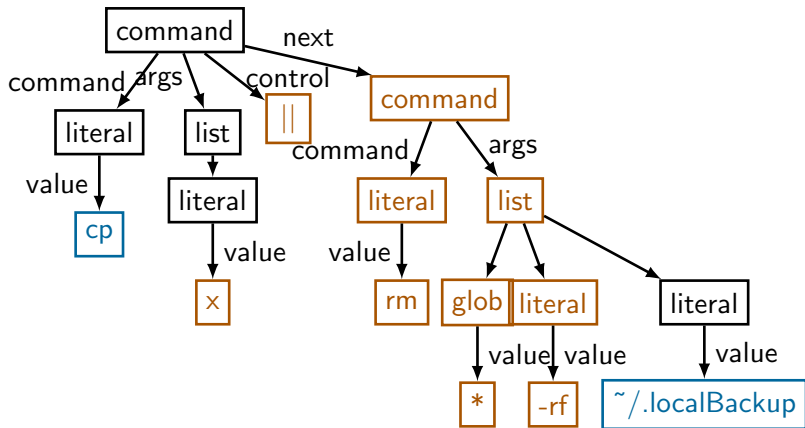 command
next
command args control
command
literal list ||
command args
value literal literal list
cp
value value
x rm glob literal literal
value value value
* -rf ~/.localBackup